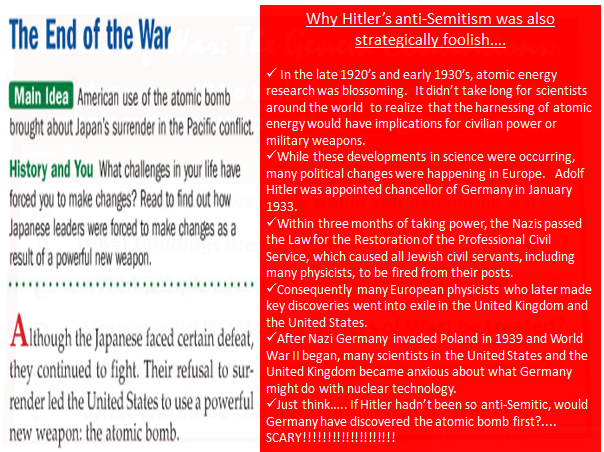 The End of the War
Main Idea American use of the atomic bomb
brought about Japan's surrender in the Pacific conflict.
History and You What challenges in your life have
forced you to make changes? Read to find out how
Japanese leaders were forced to make changes as a
result of a powerful new weapon.
Although the Japanese faced certain defeat,
they continued to fight. Their refusal to sur-
render led the United States to use a powerful
new weapon: the atomic bomb.
Why Hitler's anti-Semitism was also
strategically foolish….
✓ In the late 1920's and early 1930's, atomic energy
research was blossoming. It didn't take long for scientists
around the world to realize that the harnessing of atomic
energy would have implications for civilian power or
military weapons.
✓While these developments in science were occurring,
many political changes were happening in Europe. Adolf
Hitler was appointed chancellor of Germany in January
1933.
✓Within three months of taking power, the Nazis passed
the Law for the Restoration of the Professional Civil
Service, which caused all Jewish civil servants, including
many physicists, to be fired from their posts.
✓Consequently many European physicists who later made
key discoveries went into exile in the United Kingdom and
the United States.
✓After Nazi Germany invaded Poland in 1939 and World
War II began, many scientists in the United States and the
United Kingdom became anxious about what Germany
might do with nuclear technology.
✓Just think….. If Hitler hadn't been so anti-Semitic, would
Germany have discovered the atomic bomb first?....
SCARY!!!!!!!!!!!!!!!!!!!!